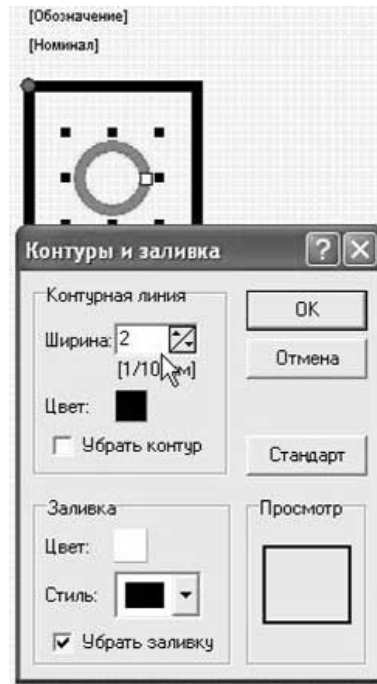 [Обозначение]
[Номинал]
Контуры и заливка
Контурная линия
Ширина: 2
[1/10 мм]
Цвет:
Убрать контур
OK
Отмена
Стандарт
Заливка
Цвет:
Стиль:
Убрать заливку
Просмотр